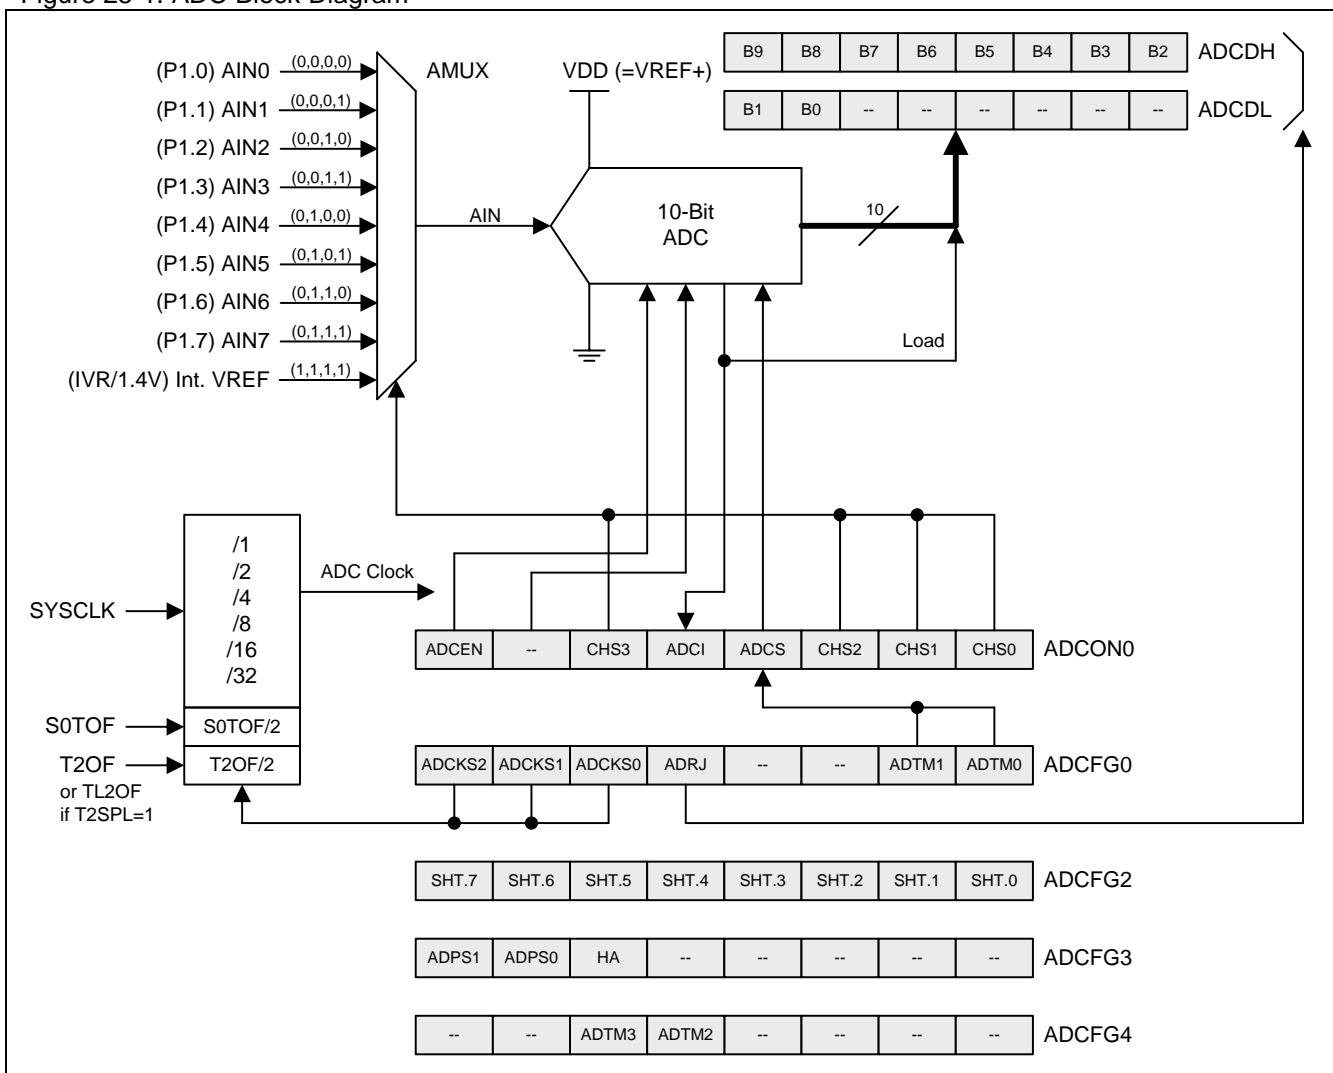 Figure 23-1. ADC Block Diagram
B9 B8 B7 B6 B5 B4 B3 B2 ADCDH
B1 B0 -- -- -- -- -- -- ADCDL
(P1.0) AIN0 (0,0,0,0)
(P1.1) AIN1 (0,0,0,1)
(P1.2) AIN2 (0,0,1,0)
(P1.3) AIN3 (0,0,1,1)
(P1.4) AIN4 (0,1,0,0)
(P1.5) AIN5 (0,1,0,1)
(P1.6) AIN6 (0,1,1,0)
(P1.7) AIN7 (0,1,1,1)
(IVR/1.4V) Int. VREF (1,1,1,1)
AMUX
VDD (=VREF+)
AIN
10-Bit
ADC
10
Load
/1
/2
/4
/8
/16
/32
SYSCLK
ADC Clock
S0TOF
S0TOF/2
T2OF
T2OF/2
or TL2OF
if T2SPL=1
ADCEN -- CHS3 ADCI ADCS CHS2 CHS1 CHS0 ADCON0
ADCKS2 ADCKS1 ADCKS0 ADRJ -- -- ADTM1 ADTM0 ADCFG0
SHT.7 SHT.6 SHT.5 SHT.4 SHT.3 SHT.2 SHT.1 SHT.0 ADCFG2
ADPS1 ADPS0 HA -- -- -- -- -- ADCFG3
-- -- ADTM3 ADTM2 -- -- -- -- ADCFG4